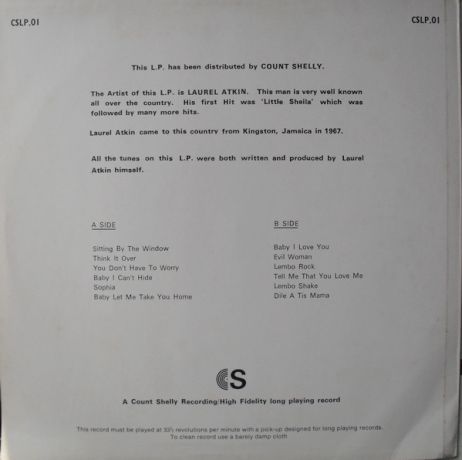 CSLP.01 CSLP.01
This L.P. has been distributed by COUNT SHELLY.
The Artist of this L.P. is LAUREL ATKIN. This man is very well known
all over the country. His first Hit was 'Little Sheila' which was
followed by many more hits.
Laurel Atkin came to this country from Kingston, Jamaica in 1967.
All the tunes on this L.P. were both written and produced by Laurel
Atkin himself.
A SIDE
Sitting By The Window
Think It Over
You Don't Have To Worry
Baby I Can't Hide
Sophia
Baby Let Me Take You Home
B SIDE
Baby I Love You
Evil Woman
Lembo Rock
Tell Me That You Love Me
Lembo Shake
Dile A Tis Mama
CS
A Count Shelly Recording/High Fidelity long playing record
This record must be played at 33⅓ revolutions per minute with a pick-up designed for long playing records.
To clean record use a barely damp cloth